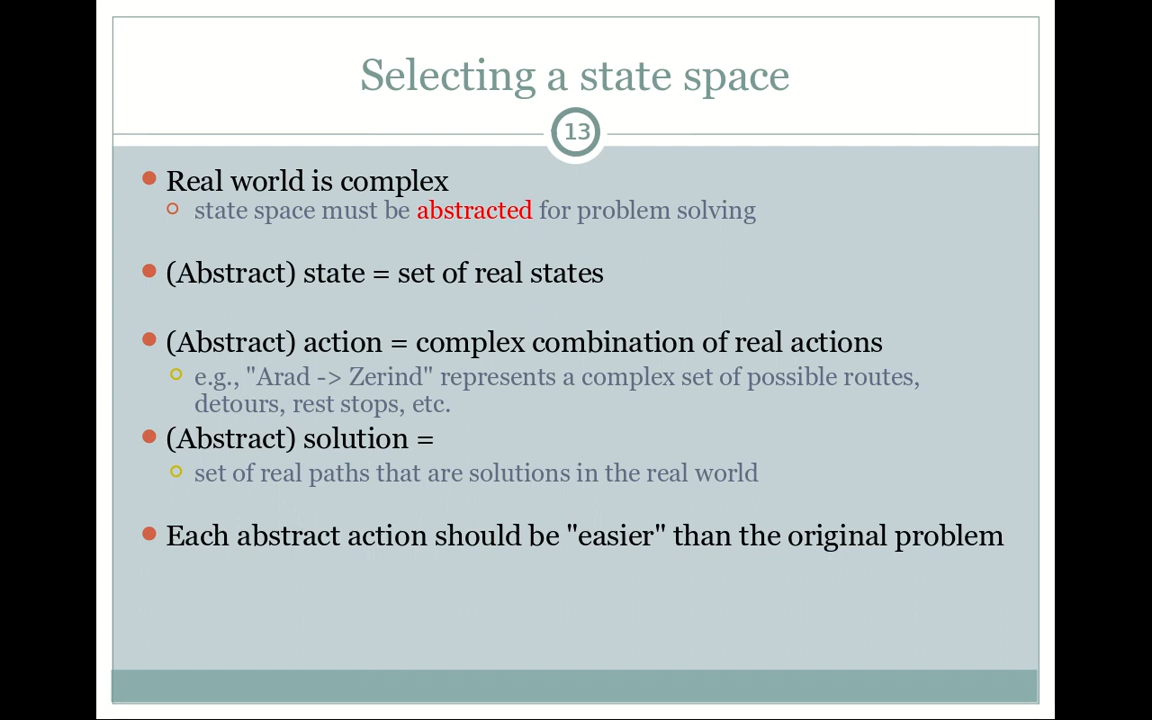 Selecting a state space
13
Real world is complex
state space must be abstracted for problem solving
(Abstract) state = set of real states
(Abstract) action = complex combination of real actions
e.g., "Arad -> Zerind" represents a complex set of possible routes,
detours, rest stops, etc.
(Abstract) solution =
set of real paths that are solutions in the real world
Each abstract action should be "easier" than the original problem